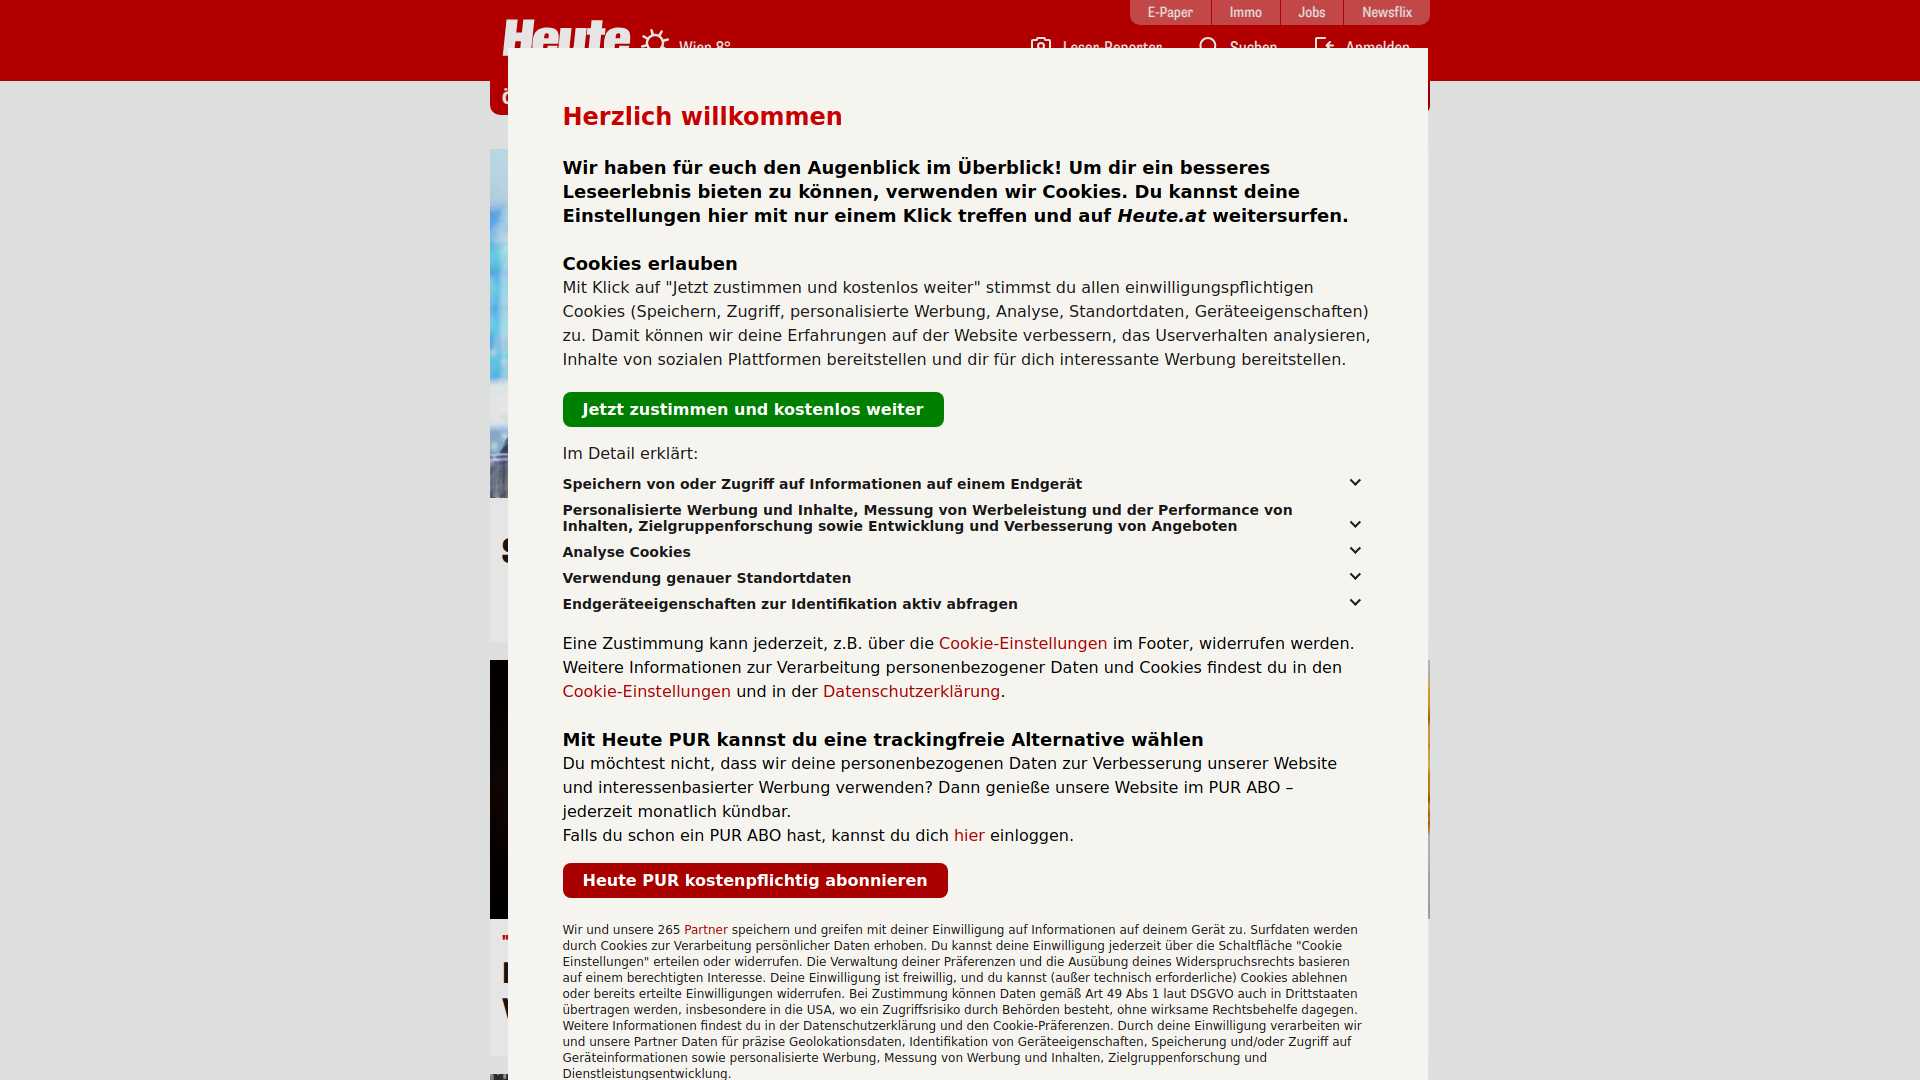 E-Paper
Immo
Jobs
Newsflix
Heute
Wien 8°
Leser-Reporter
Suchen
Anmelden
Herzlich willkommen
Wir haben für euch den Augenblick im Überblick! Um dir ein besseres
Leseerlebnis bieten zu können, verwenden wir Cookies. Du kannst deine
Einstellungen hier mit nur einem Klick treffen und auf Heute.at weitersurfen.
Cookies erlauben
Mit Klick auf "Jetzt zustimmen und kostenlos weiter" stimmst du allen einwilligungspflichtigen
Cookies (Speichern, Zugriff, personalisierte Werbung, Analyse, Standortdaten, Geräteeigenschaften)
zu. Damit können wir deine Erfahrungen auf der Website verbessern, das Userverhalten analysieren,
Inhalte von sozialen Plattformen bereitstellen und dir für dich interessante Werbung bereitstellen.
Jetzt zustimmen und kostenlos weiter
Im Detail erklärt:
Speichern von oder Zugriff auf Informationen auf einem Endgerät
Personalisierte Werbung und Inhalte, Messung von Werbeleistung und der Performance von
Inhalten, Zielgruppenforschung sowie Entwicklung und Verbesserung von Angeboten
Analyse Cookies
Verwendung genauer Standortdaten
Endgeräteeigenschaften zur Identifikation aktiv abfragen
Eine Zustimmung kann jederzeit, z.B. über die Cookie-Einstellungen im Footer, widerrufen werden.
Weitere Informationen zur Verarbeitung personenbezogener Daten und Cookies findest du in den
Cookie-Einstellungen und in der Datenschutzerklärung.
Mit Heute PUR kannst du eine trackingfreie Alternative wählen
Du möchtest nicht, dass wir deine personenbezogenen Daten zur Verbesserung unserer Website
und interessenbasierter Werbung verwenden? Dann genieße unsere Website im PUR ABO –
jederzeit monatlich kündbar.
Falls du schon ein PUR ABO hast, kannst du dich hier einloggen.
Heute PUR kostenpflichtig abonnieren
Wir und unsere 265 Partner speichern und greifen mit deiner Einwilligung auf Informationen auf deinem Gerät zu. Surfdaten werden
durch Cookies zur Verarbeitung persönlicher Daten erhoben. Du kannst deine Einwilligung jederzeit über die Schaltfläche "Cookie
Einstellungen" erteilen oder widerrufen. Die Verwaltung deiner Präferenzen und die Ausübung deines Widerspruchsrechts basieren
auf einem berechtigten Interesse. Deine Einwilligung ist freiwillig, und du kannst (außer technisch erforderliche) Cookies ablehnen
oder bereits erteilte Einwilligungen widerrufen. Bei Zustimmung können Daten gemäß Art 49 Abs 1 laut DSGVO auch in Drittstaaten
übertragen werden, insbesondere in die USA, wo ein Zugriffsrisiko durch Behörden besteht, ohne wirksame Rechtsbehelfe dagegen.
Weitere Informationen findest du in der Datenschutzerklärung und den Cookie-Präferenzen. Durch deine Einwilligung verarbeiten wir
und unsere Partner Daten für präzise Geolokationsdaten, Identifikation von Geräteeigenschaften, Speicherung und/oder Zugriff auf
Geräteinformationen sowie personalisierte Werbung, Messung von Werbung und Inhalten, Zielgruppenforschung und
Dienstleistungsentwicklung.